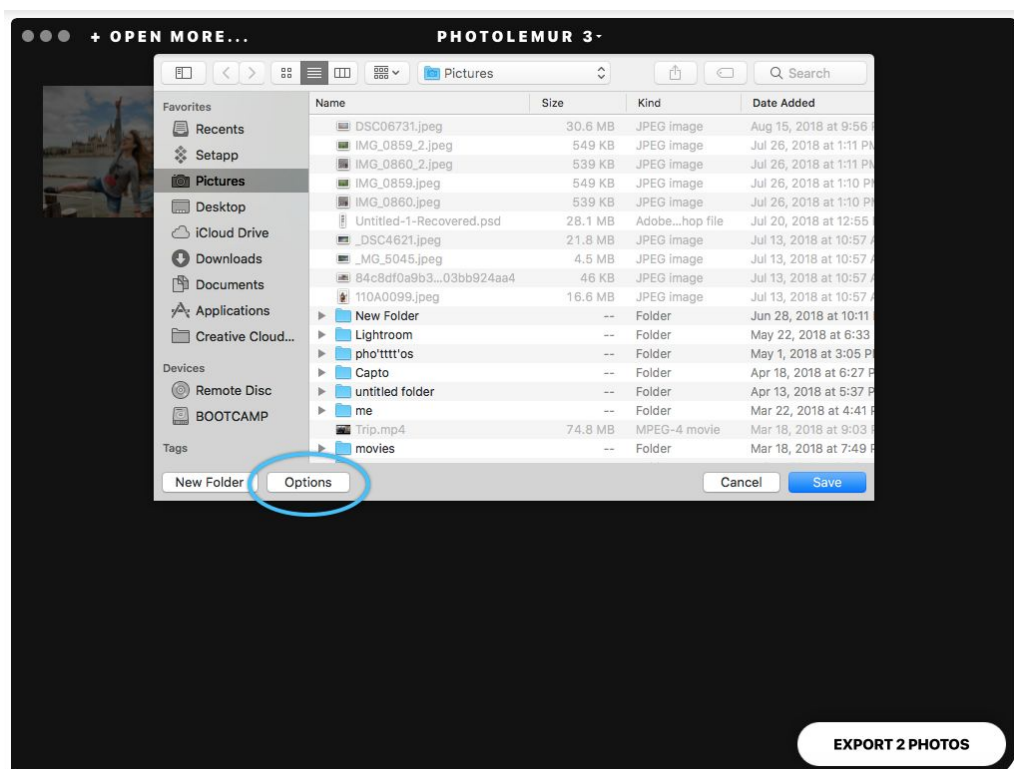 + OPEN MORE... PHOTOLEMUR 3
Pictures Search
Favorites
Recents
Setapp
Pictures
Desktop
iCloud Drive
Downloads
Documents
Applications
Creative Cloud...
Devices
Remote Disc
BOOTCAMP
Tags
Name Size Kind Date Added
DSC06731.jpeg 30.6 MB JPEG image Aug 15, 2018 at 9:56
IMG_0859_2.jpeg 549 KB JPEG image Jul 26, 2018 at 1:11 PM
IMG_0860_2.jpeg 539 KB JPEG image Jul 26, 2018 at 1:11 PM
IMG_0859.jpeg 549 KB JPEG image Jul 26, 2018 at 1:10 PM
IMG_0860.jpeg 539 KB JPEG image Jul 26, 2018 at 1:10 PM
Untitled-1-Recovered.psd 28.1 MB Adobe...hop file Jul 20, 2018 at 12:55
_DSC4621.jpeg 21.8 MB JPEG image Jul 13, 2018 at 10:57
_MG_5045.jpeg 4.5 MB JPEG image Jul 13, 2018 at 10:57
84c8df0a9b3...03bb924aa4 46 KB JPEG image Jul 13, 2018 at 10:57
110A0099.jpeg 16.6 MB JPEG image Jul 13, 2018 at 10:57
New Folder -- Folder Jun 28, 2018 at 10:11
Lightroom -- Folder May 22, 2018 at 6:33
pho'tttt'os -- Folder May 1, 2018 at 3:05 P
Capto -- Folder Apr 18, 2018 at 6:27 P
untitled folder -- Folder Apr 13, 2018 at 5:37 P
me -- Folder Mar 22, 2018 at 4:41
Trip.mp4 74.8 MB MPEG-4 movie Mar 18, 2018 at 9:03
movies -- Folder Mar 18, 2018 at 7:49
New Folder Options Cancel Save
EXPORT 2 PHOTOS